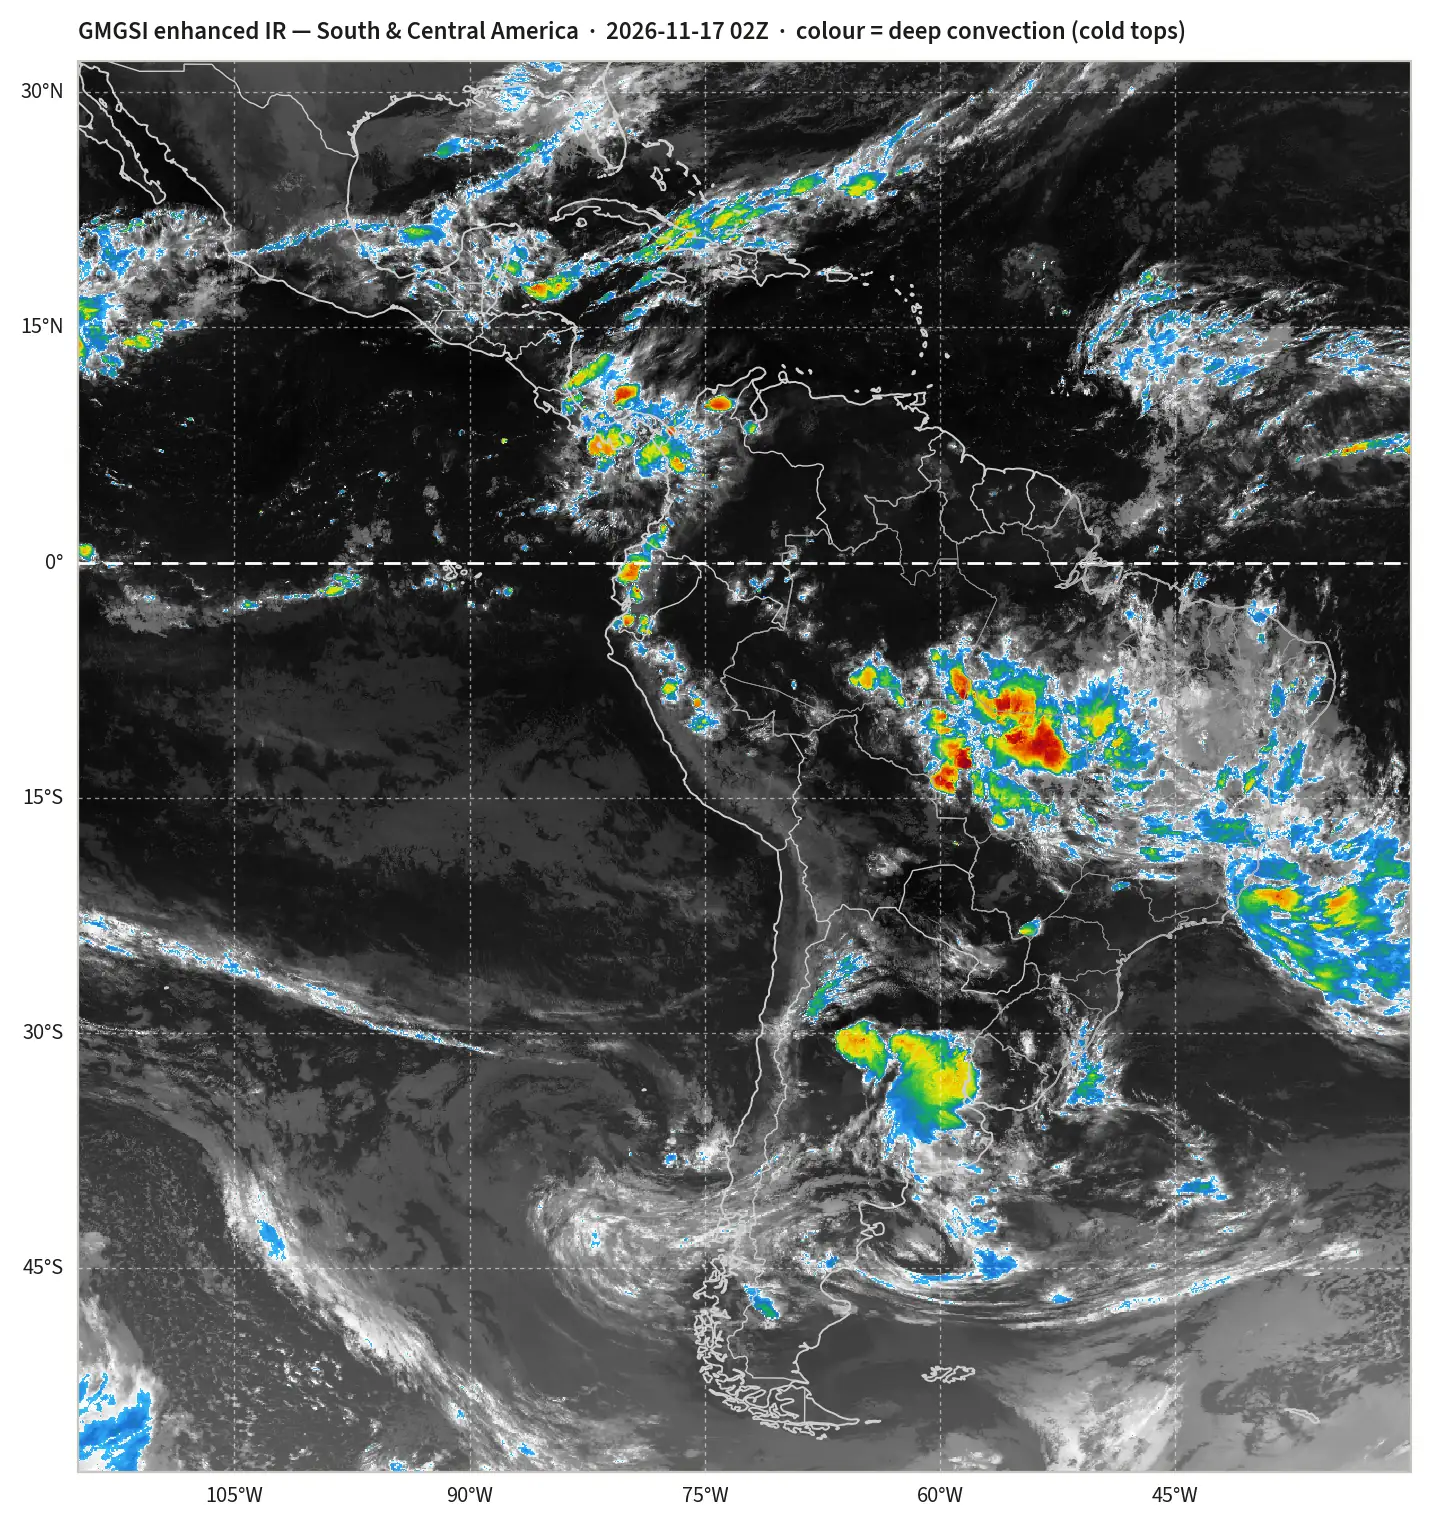 GMGSI enhanced IR — South & Central America · 2026-11-17 02Z · colour = deep convection (cold tops)
30°N
15°N
0°
15°S
30°S
45°S
105°W
90°W
75°W
60°W
45°W